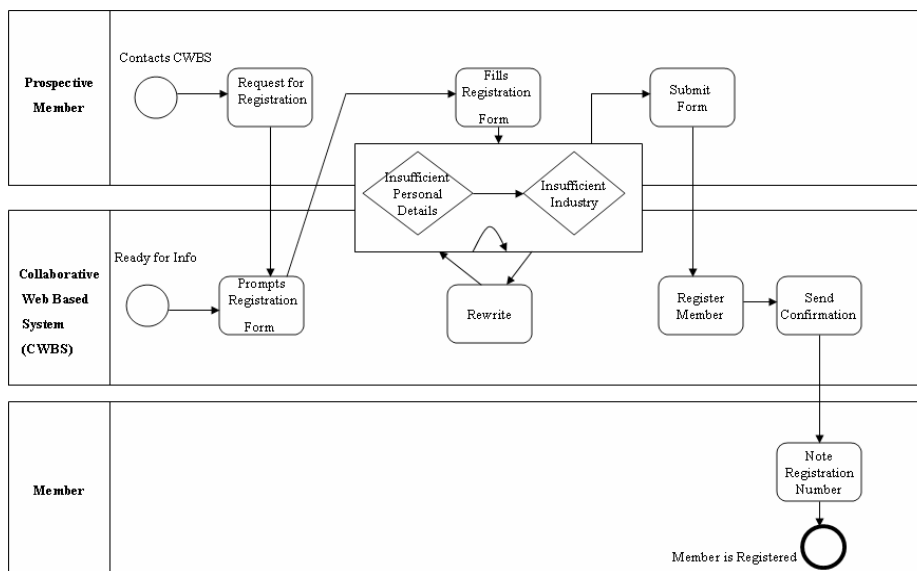 Prospective
Member
Contacts CWBS
Request for
Registration
Fills
Registration
Form
Submit
Form
Insufficient
Personal
Details
Insufficient
Industry
Collaborative
Web Based
System
(CWBS)
Ready for Info
Prompts
Registration
Form
Rewrite
Register
Member
Send
Confirmation
Member
Note
Registration
Number
Member is Registered